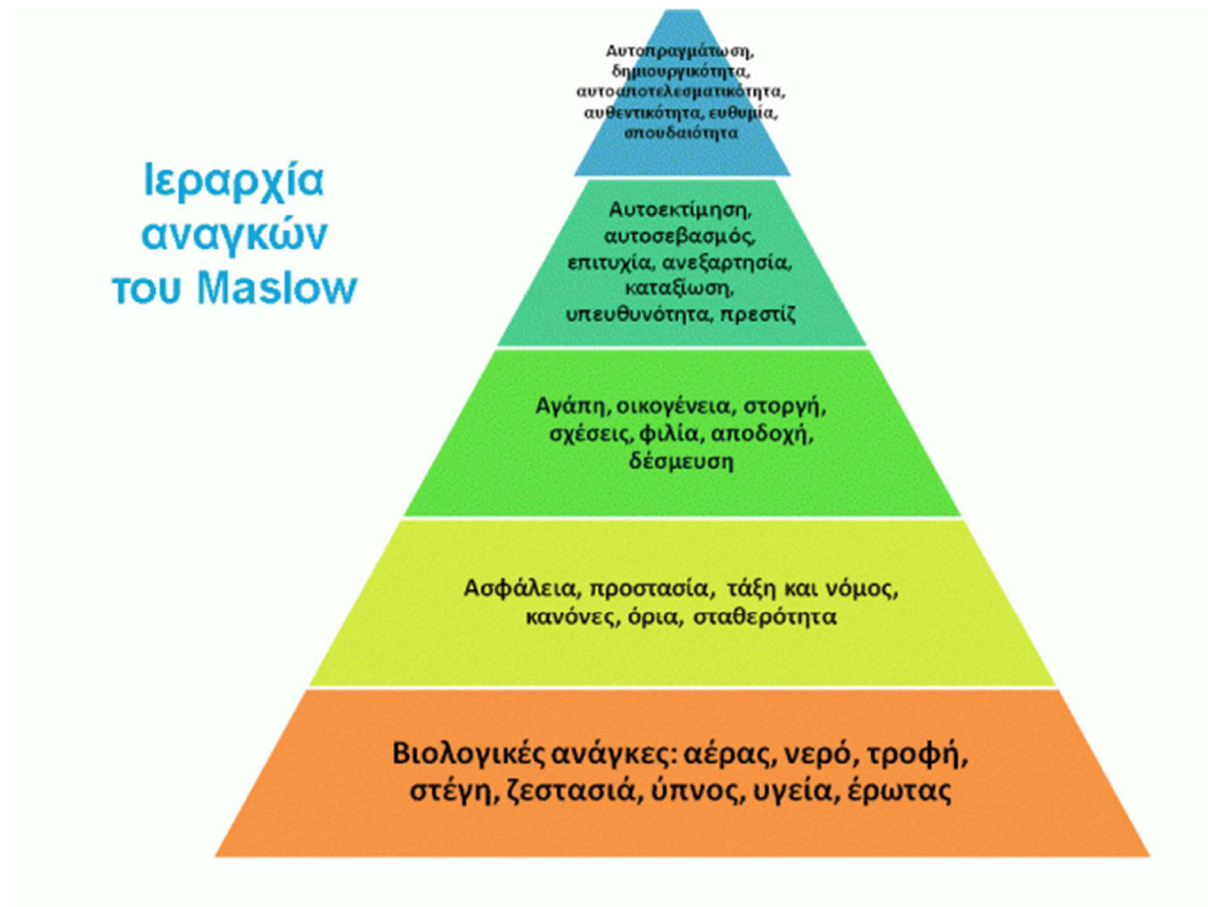 Ιεραρχία
αναγκών
του Maslow
Αυτοπραγμάτωση,
δημιουργικότητα,
αυτοαποτελεσματικότητα,
αυθεντικότητα, ευθυμία,
σπουδαιότητα
Αυτοεκτίμηση,
αυτοσεβασμός,
επιτυχία, ανεξαρτησία,
καταξίωση,
υπευθυνότητα, πρεστίζ
Αγάπη, οικογένεια, στοργή,
σχέσεις, φιλία, αποδοχή,
δέσμευση
Ασφάλεια, προστασία, τάξη και νόμος,
κανόνες, όρια, σταθερότητα
Βιολογικές ανάγκες: αέρας, νερό, τροφή,
στέγη, ζεστασιά, ύπνος, υγεία, έρωτας